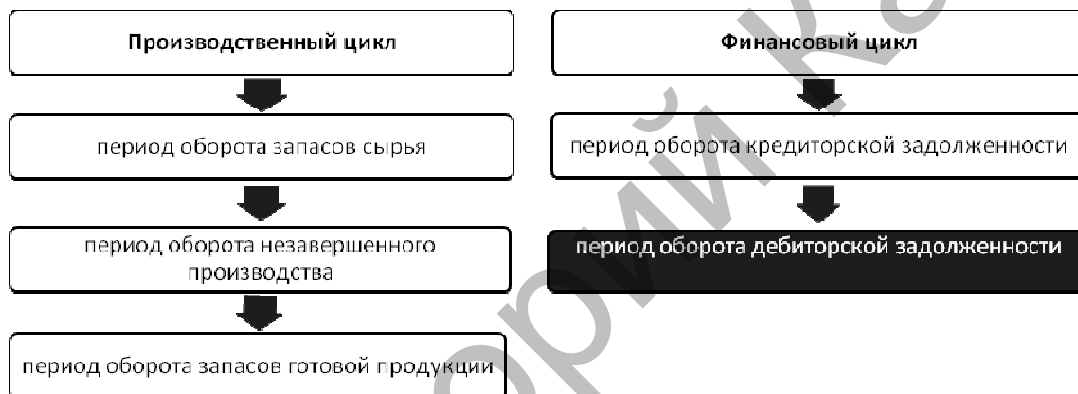 Производственный цикл
период оборота запасов сырья
период оборота незавершенного
производства
период оборота запасов готовой продукции
Финансовый цикл
период оборота кредиторской задолженности
период оборота дебиторской задолженности